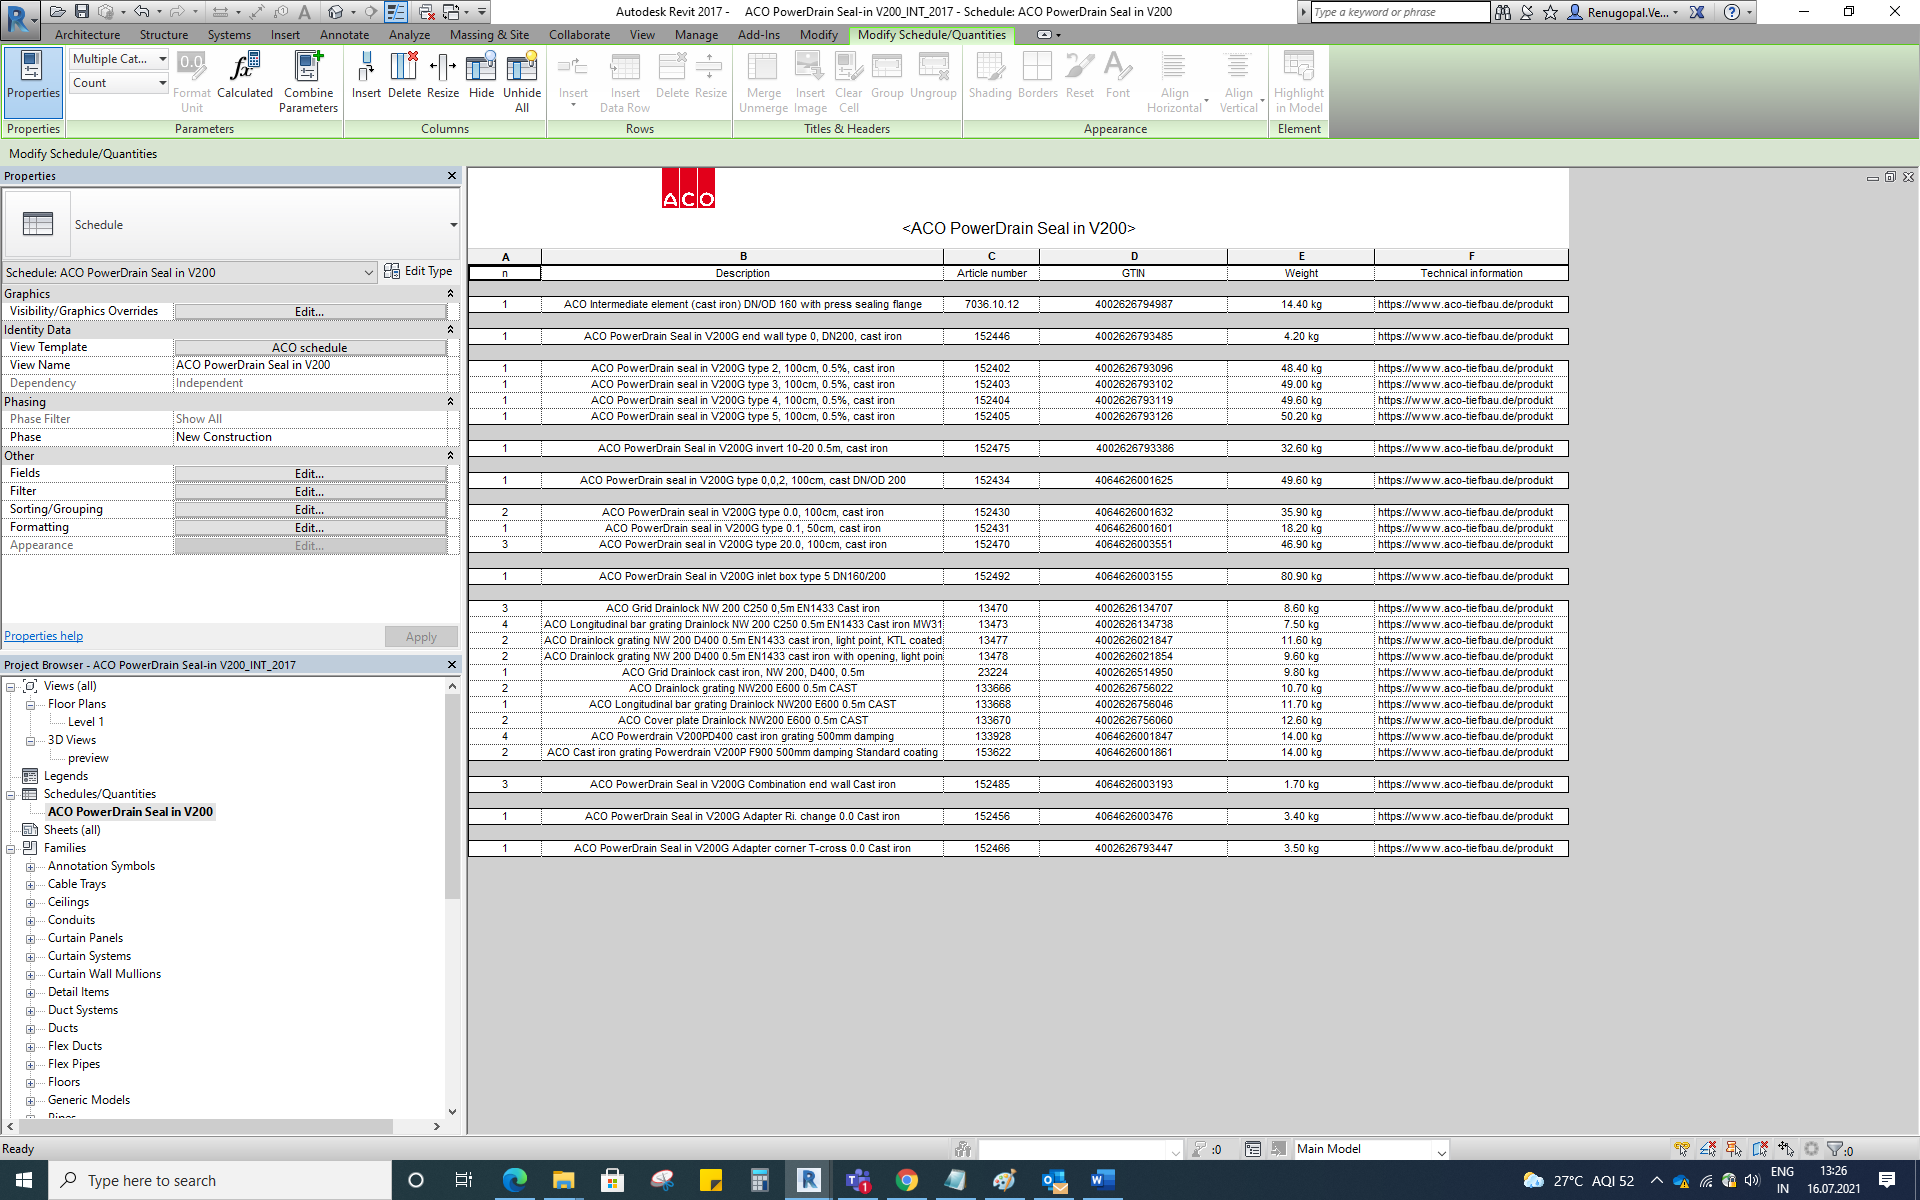 Autodesk Revit 2017 - ACO PowerDrain Seal-in V200_INT_2017 - Schedule: ACO PowerDrain Seal in V200
Type a keyword or phrase
Renugopal.Ve...
Architecture Structure Systems Insert Annotate Analyze Massing & Site Collaborate View Manage Add-Ins Modify Modify Schedule/Quantities
Properties
Multiple Cat...
Count
Format Unit
Calculated
Combine Parameters
Insert Delete Resize Hide Unhide All
Insert Insert Data Row Delete Resize
Merge Unmerge Insert Image Clear Cell Group Ungroup
Shading Borders Reset Font Align Horizontal Align Vertical
Highlight in Model
Properties Parameters Columns Rows Titles & Headers Appearance Element
Modify Schedule/Quantities
Properties
Schedule
Schedule: ACO PowerDrain Seal in V200 Edit Type
Graphics
Visibility/Graphics Overrides Edit...
Identity Data
View Template ACO schedule
View Name ACO PowerDrain Seal in V200
Dependency Independent
Phasing
Phase Filter Show All
Phase New Construction
Other
Fields Edit...
Filter Edit...
Sorting/Grouping Edit...
Formatting Edit...
Appearance Edit...
Properties help Apply
Project Browser - ACO PowerDrain Seal-in V200_INT_2017
Views (all)
Floor Plans
Level 1
3D Views
preview
Legends
Schedules/Quantities
ACO PowerDrain Seal in V200
Sheets (all)
Families
Annotation Symbols
Cable Trays
Ceilings
Conduits
Curtain Panels
Curtain Systems
Curtain Wall Mullions
Detail Items
Duct Systems
Ducts
Flex Ducts
Flex Pipes
Floors
Generic Models
Pipes
ACO
<ACO PowerDrain Seal in V200>
A B C D E F
n Description Article number GTIN Weight Technical information
1 ACO Intermediate element (cast iron) DN/OD 160 with press sealing flange 7036.10.12 4002626794987 14.40 kg https://www.aco-tiefbau.de/produkt
1 ACO PowerDrain Seal in V200G end wall type 0, DN200, cast iron 152446 4002626793485 4.20 kg https://www.aco-tiefbau.de/produkt
1 ACO PowerDrain seal in V200G type 2, 100cm, 0.5%, cast iron 152402 4002626793096 48.40 kg https://www.aco-tiefbau.de/produkt
1 ACO PowerDrain seal in V200G type 3, 100cm, 0.5%, cast iron 152403 4002626793102 49.00 kg https://www.aco-tiefbau.de/produkt
1 ACO PowerDrain seal in V200G type 4, 100cm, 0.5%, cast iron 152404 4002626793119 49.60 kg https://www.aco-tiefbau.de/produkt
1 ACO PowerDrain seal in V200G type 5, 100cm, 0.5%, cast iron 152405 4002626793126 50.20 kg https://www.aco-tiefbau.de/produkt
1 ACO PowerDrain Seal in V200G invert 10-20 0.5m, cast iron 152475 4002626793386 32.60 kg https://www.aco-tiefbau.de/produkt
1 ACO PowerDrain seal in V200G type 0,0,2, 100cm, cast DN/OD 200 152434 4064626001625 49.60 kg https://www.aco-tiefbau.de/produkt
2 ACO PowerDrain seal in V200G type 0.0, 100cm, cast iron 152430 4064626001632 35.90 kg https://www.aco-tiefbau.de/produkt
1 ACO PowerDrain seal in V200G type 0.1, 50cm, cast iron 152431 4064626001601 18.20 kg https://www.aco-tiefbau.de/produkt
3 ACO PowerDrain seal in V200G type 20.0, 100cm, cast iron 152470 4064626003551 46.90 kg https://www.aco-tiefbau.de/produkt
1 ACO PowerDrain Seal in V200G inlet box type 5 DN160/200 152492 4064626003155 80.90 kg https://www.aco-tiefbau.de/produkt
3 ACO Grid Drainlock NW 200 C250 0,5m EN1433 Cast iron 13470 4002626134707 8.60 kg https://www.aco-tiefbau.de/produkt
4 ACO Longitudinal bar grating Drainlock NW 200 C250 0.5m EN1433 Cast iron MW31 13473 4002626134738 7.50 kg https://www.aco-tiefbau.de/produkt
2 ACO Drainlock grating NW 200 D400 0.5m EN1433 cast iron, light point, KTL coated 13477 4002626021847 11.60 kg https://www.aco-tiefbau.de/produkt
2 ACO Drainlock grating NW 200 D400 0.5m EN1433 cast iron with opening, light poin 13478 4002626021854 9.60 kg https://www.aco-tiefbau.de/produkt
1 ACO Grid Drainlock cast iron, NW 200, D400, 0.5m 23224 4002626514950 9.80 kg https://www.aco-tiefbau.de/produkt
2 ACO Drainlock grating NW200 E600 0.5m CAST 133666 4002626756022 10.70 kg https://www.aco-tiefbau.de/produkt
1 ACO Longitudinal bar grating Drainlock NW200 E600 0.5m CAST 133668 4002626756046 11.70 kg https://www.aco-tiefbau.de/produkt
2 ACO Cover plate Drainlock NW200 E600 0.5m CAST 133670 4002626756060 12.60 kg https://www.aco-tiefbau.de/produkt
4 ACO Powerdrain V200PD400 cast iron grating 500mm damping 133928 4064626001847 14.00 kg https://www.aco-tiefbau.de/produkt
2 ACO Cast iron grating Powerdrain V200P F900 500mm damping Standard coating 153622 4064626001861 14.00 kg https://www.aco-tiefbau.de/produkt
3 ACO PowerDrain Seal in V200G Combination end wall Cast iron 152485 4064626003193 1.70 kg https://www.aco-tiefbau.de/produkt
1 ACO PowerDrain Seal in V200G Adapter Ri. change 0.0 Cast iron 152456 4064626003476 3.40 kg https://www.aco-tiefbau.de/produkt
1 ACO PowerDrain Seal in V200G Adapter corner T-cross 0.0 Cast iron 152466 4002626793447 3.50 kg https://www.aco-tiefbau.de/produkt
Ready :0 Main Model :0
Type here to search
27°C AQI 52
ENG
IN
13:26
16.07.2021